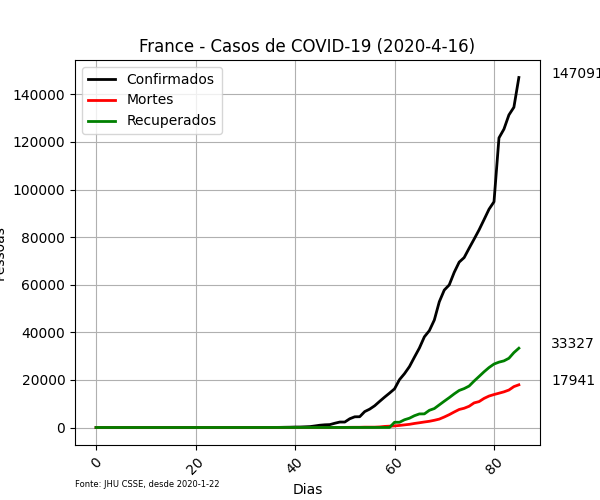 France - Casos de COVID-19 (2020-4-16)
Confirmados
Mortes
Recuperados
147091
140000
120000
100000
80000
60000
40000
20000
0
33327
17941
0
20
40
60
80
Dias
Fonte: JHU CSSE, desde 2020-1-22